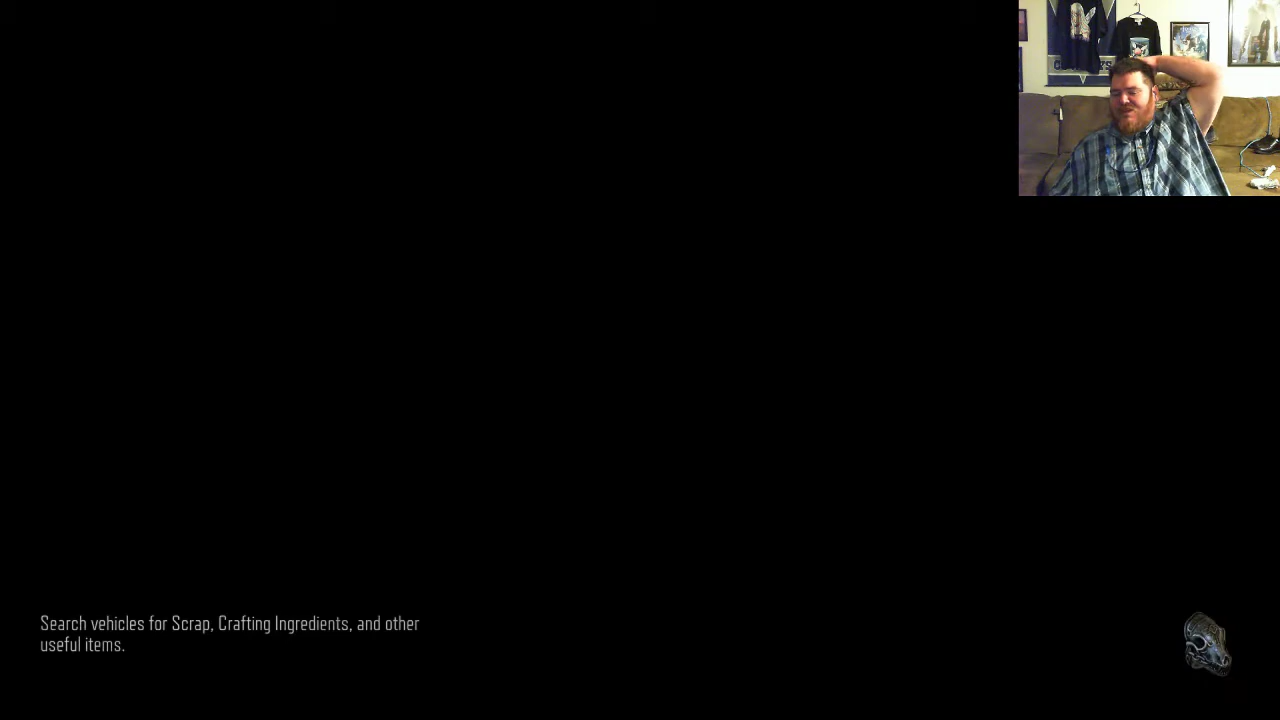 Search vehicles for Scrap, Crafting Ingredients, and other
useful items.